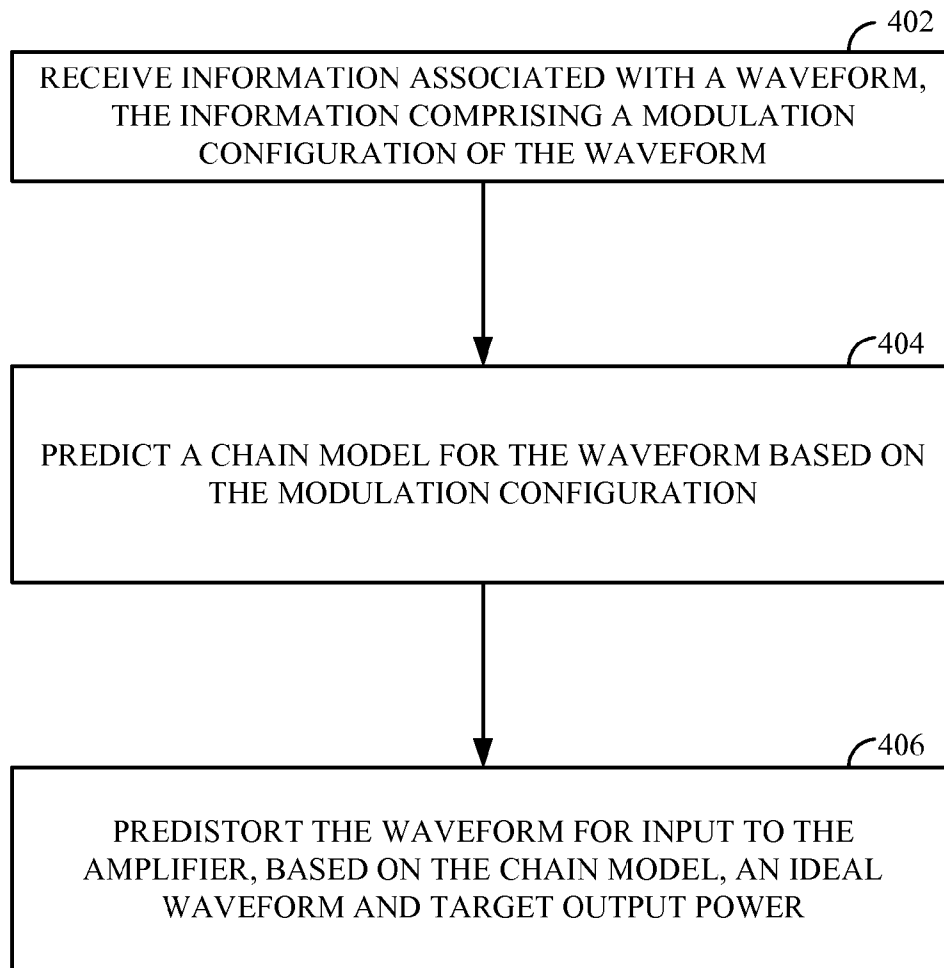 402
RECEIVE INFORMATION ASSOCIATED WITH A WAVEFORM,
THE INFORMATION COMPRISING A MODULATION
CONFIGURATION OF THE WAVEFORM
404
PREDICT A CHAIN MODEL FOR THE WAVEFORM BASED ON
THE MODULATION CONFIGURATION
406
PREDISTORT THE WAVEFORM FOR INPUT TO THE
AMPLIFIER, BASED ON THE CHAIN MODEL, AN IDEAL
WAVEFORM AND TARGET OUTPUT POWER